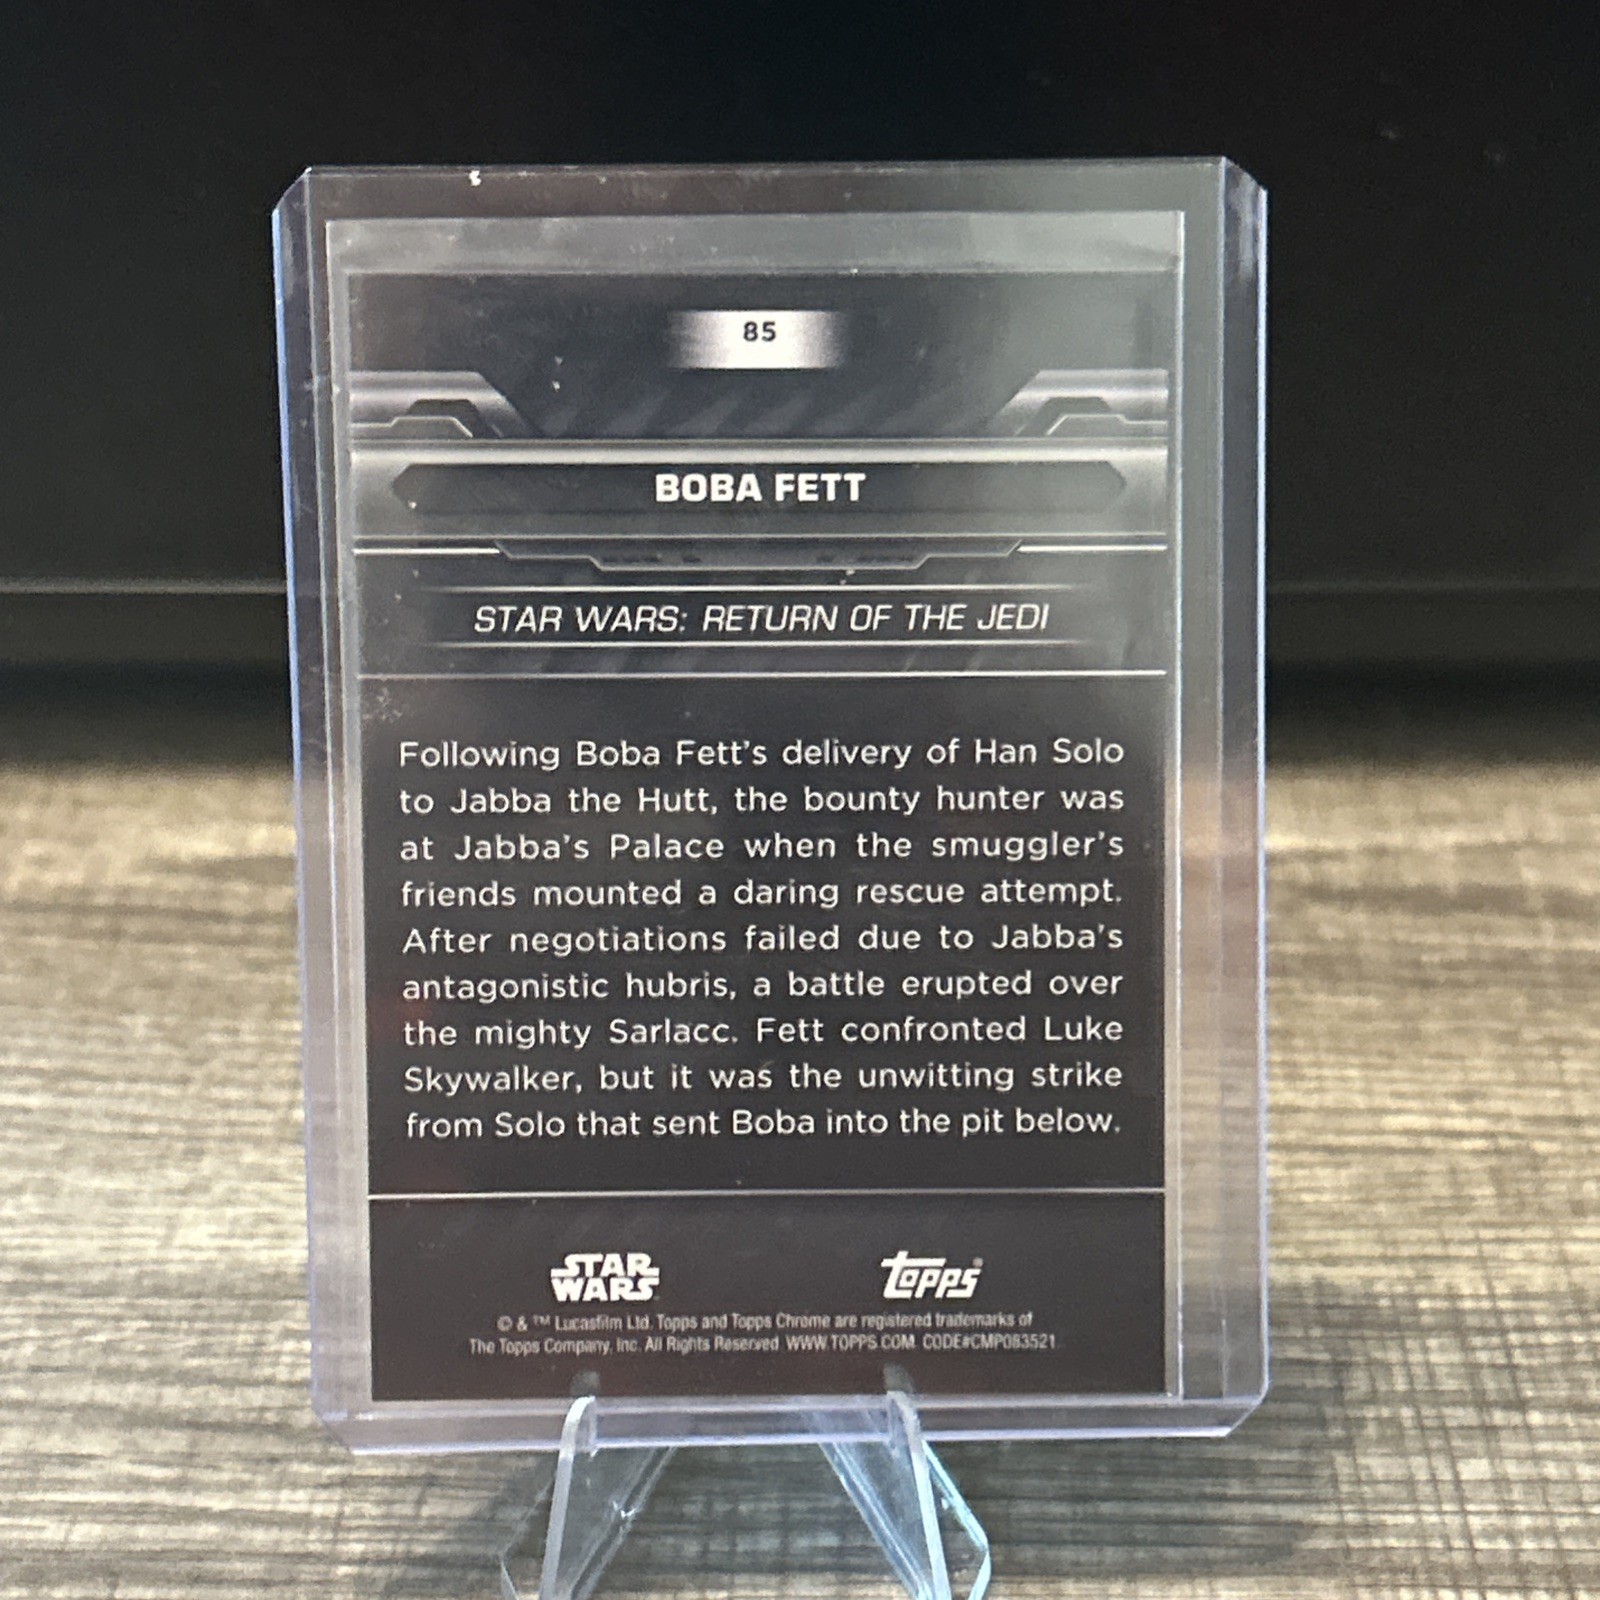 85
BOBA FETT
STAR WARS: RETURN OF THE JEDI
Following Boba Fett's delivery of Han Solo
to Jabba the Hutt, the bounty hunter was
at Jabba's Palace when the smuggler's
friends mounted a daring rescue attempt.
After negotiations failed due to Jabba's
antagonistic hubris, a battle erupted over
the mighty Sarlacc. Fett confronted Luke
Skywalker, but it was the unwitting strike
from Solo that sent Boba into the pit below.
STAR WARS
topps
© & ™ Lucasfilm Ltd. Topps and Topps Chrome are registered trademarks of
The Topps Company, Inc. All Rights Reserved. WWW.TOPPS.COM CODE#CMP083521